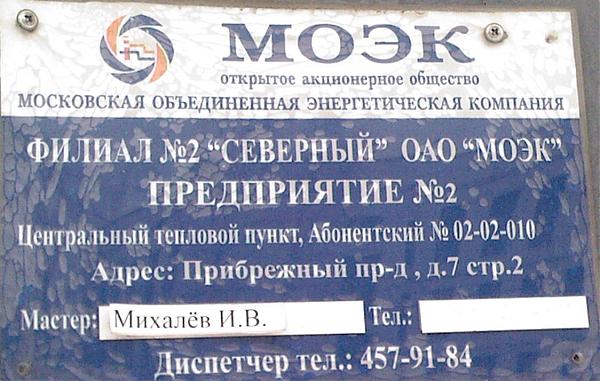 МОЭК
открытое акционерное общество
МОСКОВСКАЯ ОБЪЕДИНЕННАЯ ЭНЕРГЕТИЧЕСКАЯ КОМПАНИЯ
ФИЛИАЛ №2 "СЕВЕРНЫЙ" ОАО "МОЭК"
ПРЕДПРИЯТИЕ №2
Центральный тепловой пункт, Абонентский № 02-02-010
Адрес: Прибрежный пр-д , д.7 стр.2
Мастер: Михалёв И.В. Тел.:
Диспетчер тел.: 457-91-84